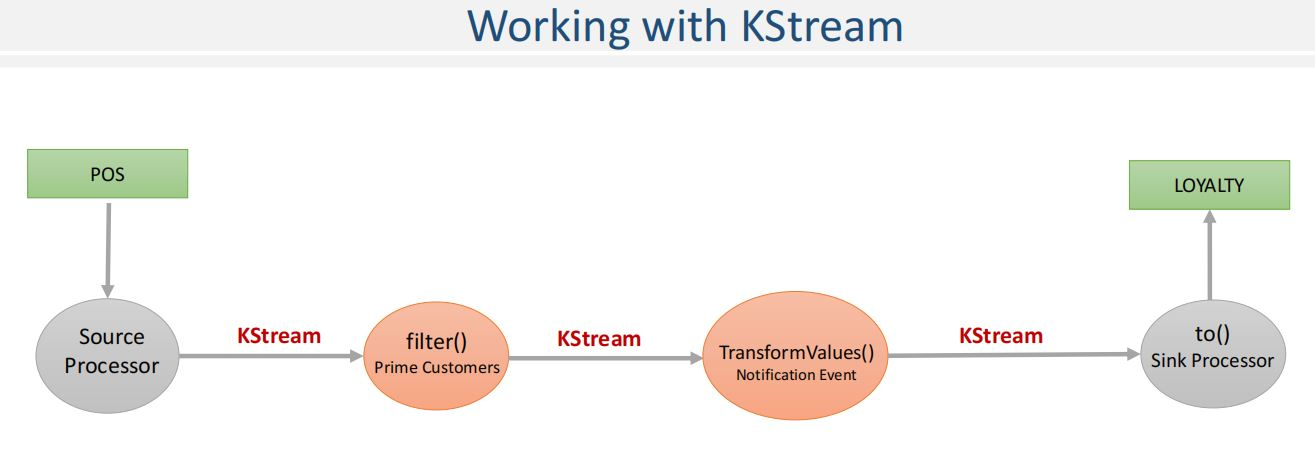 Working with KStream
POS
LOYALTY
Source
Processor
KStream
filter()
Prime Customers
KStream
TransformValues()
Notification Event
KStream
to()
Sink Processor